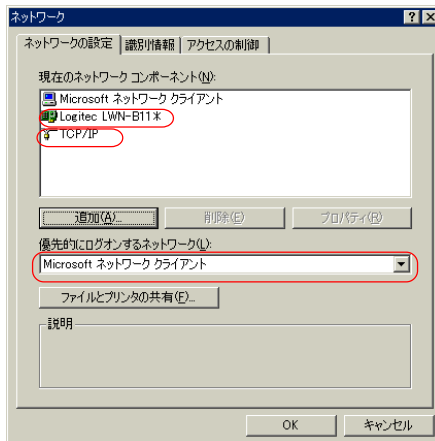 ネットワーク
ネットワークの設定 識別情報 アクセスの制御
現在のネットワーク コンポーネント(N):
Microsoft ネットワーク クライアント
Logitec LWN-B11*
TCP/IP
追加(A)... 削除(E) プロパティ(R)
優先的にログオンするネットワーク(L):
Microsoft ネットワーク クライアント
ファイルとプリンタの共有(F)...
説明
OK キャンセル